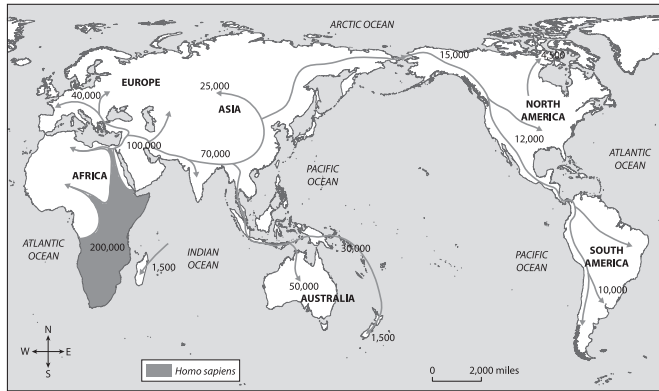 ARCTIC OCEAN
EUROPE
40,000
25,000
ASIA
15,000
4,500
NORTH
AMERICA
12,000
100,000
70,000
AFRICA
PACIFIC
OCEAN
ATLANTIC
OCEAN
ATLANTIC
OCEAN
200,000
1,500
INDIAN
OCEAN
30,000
50,000
AUSTRALIA
1,500
PACIFIC
OCEAN
SOUTH
AMERICA
10,000
N
W E
S
Homo sapiens
0 2,000 miles